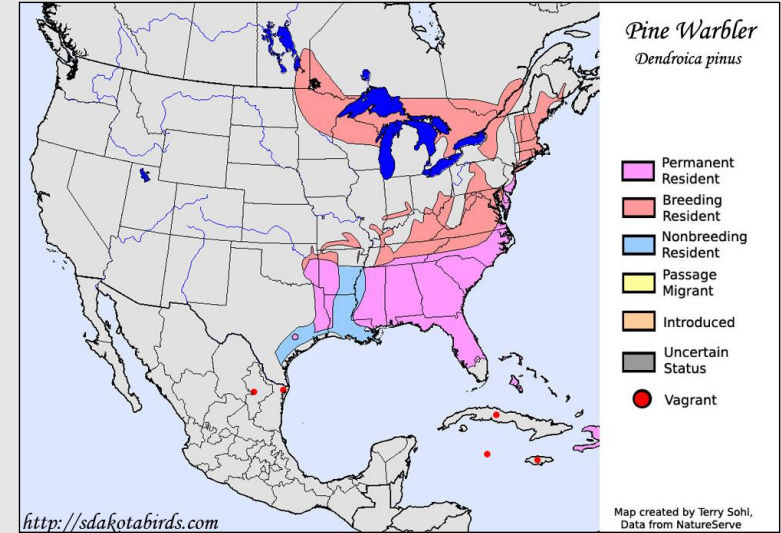 Pine Warbler
Dendroica pinus
Permanent
Resident
Breeding
Resident
Nonbreeding
Resident
Passage
Migrant
Introduced
Uncertain
Status
Vagrant
Map created by Terry Sohl,
Data from NatureServe
http://sdakotabirds.com